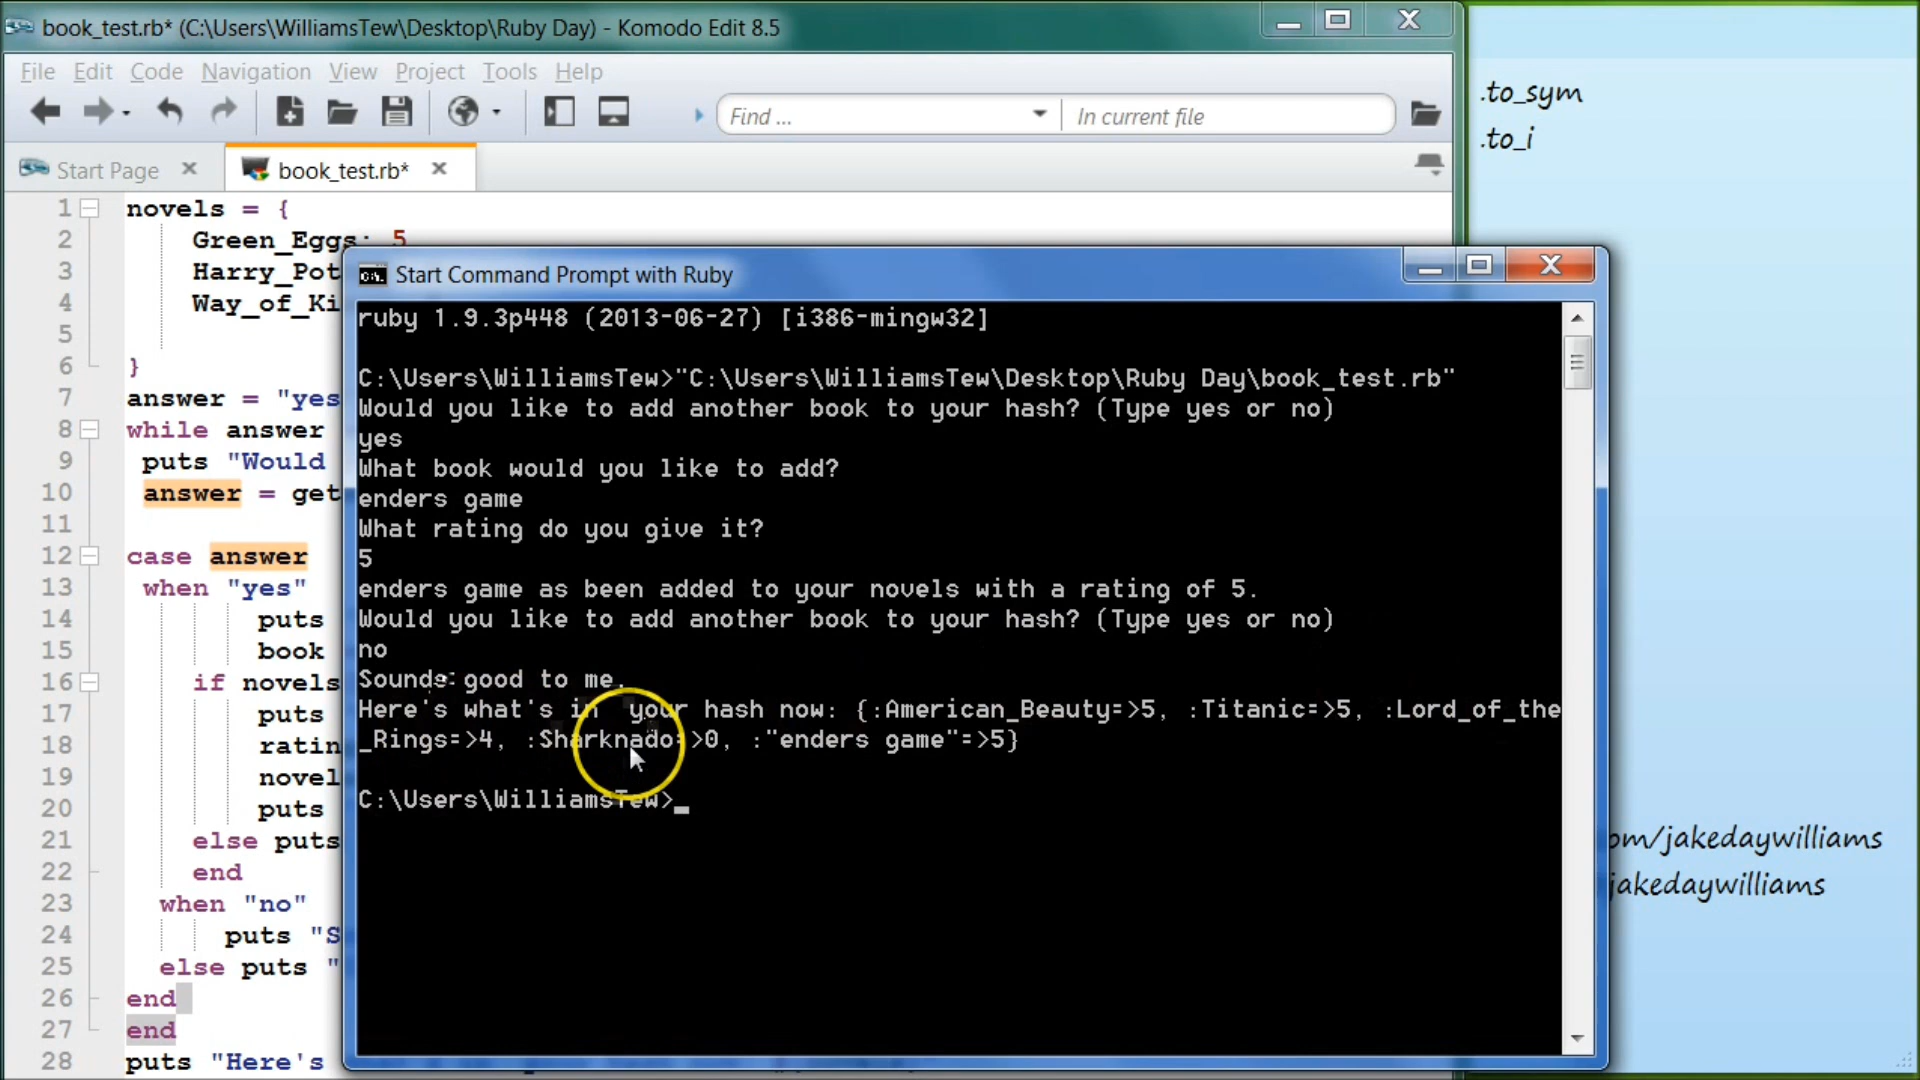 book_test.rb* (C:\Users\WilliamsTew\Desktop\Ruby Day) - Komodo Edit 8.5
File Edit Code Navigation View Project Tools Help
Find ... In current file
Start Page book_test.rb*
.to_sym
.to_i
1 novels = {
2 Green_Eggs: 5
3 Harry_Pot
4 Way_of_Ki
5
6 }
7 answer = "yes
8 while answer
9 puts "Would
10 answer = get
11
12 case answer
13 when "yes"
14 puts
15 book
16 if novels
17 puts
18 ratin
19 novel
20 puts
21 else puts
22 end
23 when "no"
24 puts "S
25 else puts "
26 end
27 end
28 puts "Here's
Start Command Prompt with Ruby
ruby 1.9.3p448 (2013-06-27) [i386-mingw32]
C:\Users\WilliamsTew>"C:\Users\WilliamsTew\Desktop\Ruby Day\book_test.rb"
Would you like to add another book to your hash? (Type yes or no)
yes
What book would you like to add?
enders game
What rating do you give it?
5
enders game as been added to your novels with a rating of 5.
Would you like to add another book to your hash? (Type yes or no)
no
Sounds good to me.
Here's what's in your hash now: {:American_Beauty=>5, :Titanic=>5, :Lord_of_the
_Rings=>4, :Sharknado=>0, :"enders game"=>5}
C:\Users\WilliamsTew>_
om/jakedaywilliams
jakedaywilliams